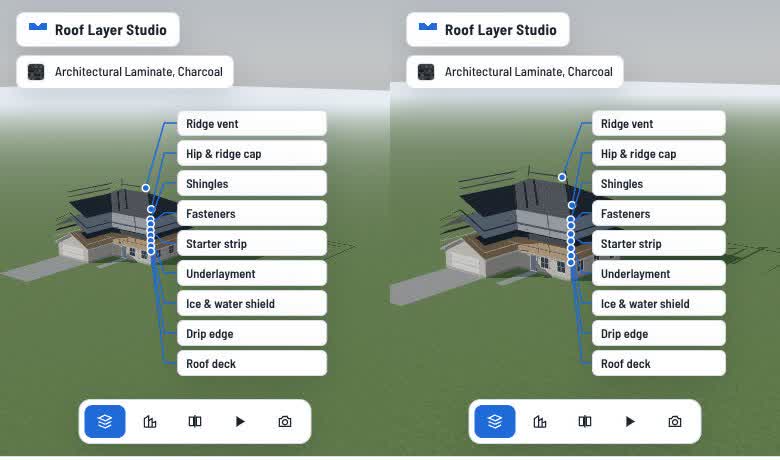 Roof Layer Studio
Architectural Laminate, Charcoal
Ridge vent
Hip & ridge cap
Shingles
Fasteners
Starter strip
Underlayment
Ice & water shield
Drip edge
Roof deck
Roof Layer Studio
Architectural Laminate, Charcoal
Ridge vent
Hip & ridge cap
Shingles
Fasteners
Starter strip
Underlayment
Ice & water shield
Drip edge
Roof deck